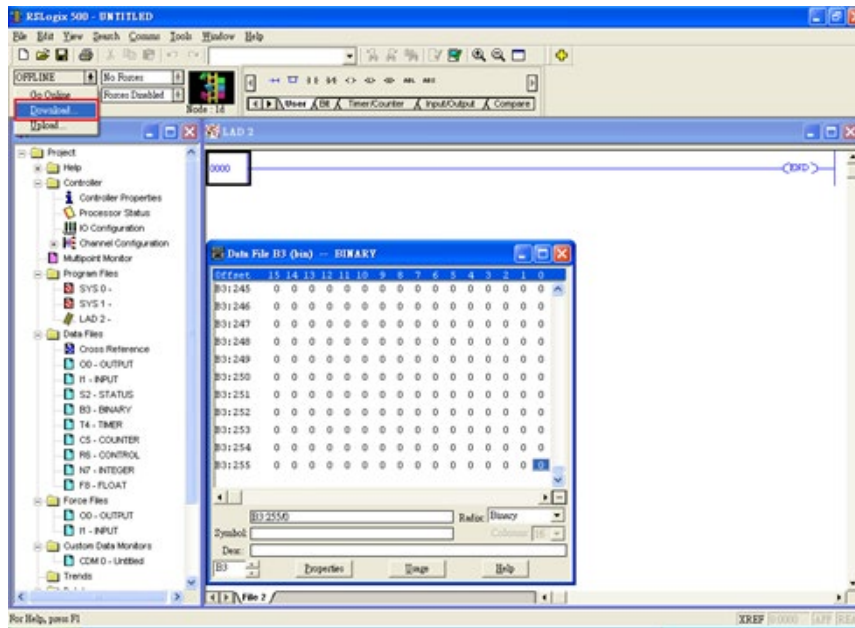 RSLogix 500 - UNTITLED
File Edit View Search Comms Tools Window Help
OFFLINE No Forces
Go Online Forces Disabled
Download...
Upload...
User Bit Timer/Counter Input/Output Compare
LAD 2
Project
Help
Controller
Controller Properties
Processor Status
IO Configuration
Channel Configuration
Multipoint Monitor
Program Files
SYS 0 -
SYS 1 -
LAD 2 -
Data Files
Cross Reference
O0 - OUTPUT
I1 - INPUT
S2 - STATUS
B3 - BINARY
T4 - TIMER
C5 - COUNTER
R6 - CONTROL
N7 - INTEGER
F8 - FLOAT
Force Files
O0 - OUTPUT
I1 - INPUT
Custom Data Monitors
CDM 0 - Untitled
Trends
0000
(END)
Data File B3 (bin) -- BINARY
Offset 15 14 13 12 11 10 9 8 7 6 5 4 3 2 1 0
B3:245 0 0 0 0 0 0 0 0 0 0 0 0 0 0 0 0
B3:246 0 0 0 0 0 0 0 0 0 0 0 0 0 0 0 0
B3:247 0 0 0 0 0 0 0 0 0 0 0 0 0 0 0 0
B3:248 0 0 0 0 0 0 0 0 0 0 0 0 0 0 0 0
B3:249 0 0 0 0 0 0 0 0 0 0 0 0 0 0 0 0
B3:250 0 0 0 0 0 0 0 0 0 0 0 0 0 0 0 0
B3:251 0 0 0 0 0 0 0 0 0 0 0 0 0 0 0 0
B3:252 0 0 0 0 0 0 0 0 0 0 0 0 0 0 0 0
B3:253 0 0 0 0 0 0 0 0 0 0 0 0 0 0 0 0
B3:254 0 0 0 0 0 0 0 0 0 0 0 0 0 0 0 0
B3:255 0 0 0 0 0 0 0 0 0 0 0 0 0 0 0 0
B3:255/0 Radix: Binary
Symbol: Columns: 16
Desc:
B3 Properties Usage Help
File 2
For Help, press F1
XREF 0:0000 APP REA